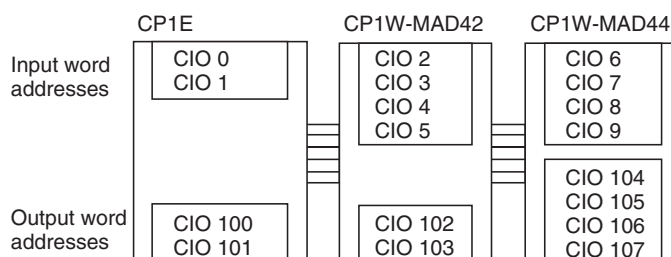 CP1E
CP1W-MAD42
CP1W-MAD44
Input word
addresses
CIO 0
CIO 1
CIO 2
CIO 3
CIO 4
CIO 5
CIO 6
CIO 7
CIO 8
CIO 9
Output word
addresses
CIO 100
CIO 101
CIO 102
CIO 103
CIO 104
CIO 105
CIO 106
CIO 107